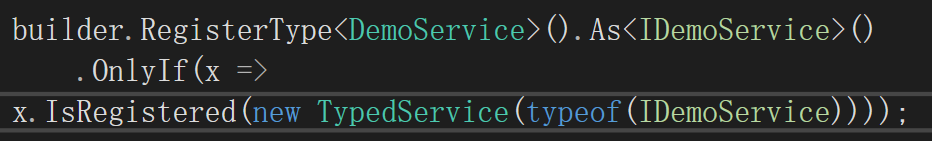 builder.RegisterType<DemoService>().As<IDemoService>()
.OnlyIf(x =>
x.IsRegistered(new TypedService(typeof(IDemoService))));